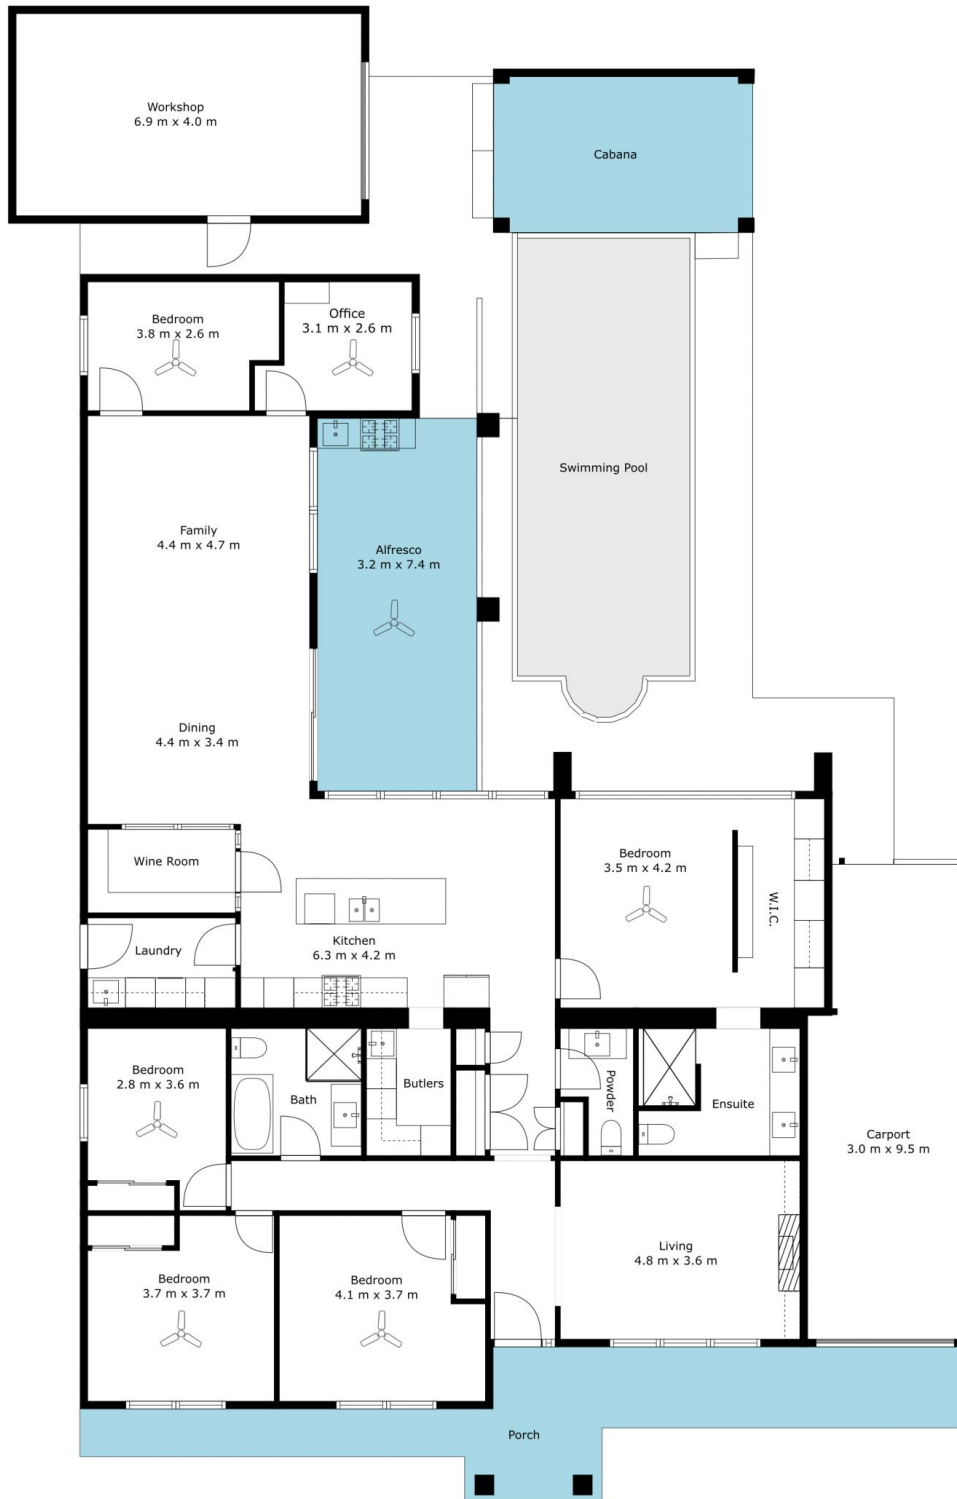 Workshop
6.9 m x 4.0 m
Cabana
Bedroom
3.8 m x 2.6 m
Office
3.1 m x 2.6 m
Swimming Pool
Family
4.4 m x 4.7 m
Alfresco
3.2 m x 7.4 m
Dining
4.4 m x 3.4 m
Wine Room
Bedroom
3.5 m x 4.2 m
W.I.C.
Laundry
Kitchen
6.3 m x 4.2 m
Bedroom
2.8 m x 3.6 m
Bath
Butlers
Powder
Ensuite
Carport
3.0 m x 9.5 m
Living
4.8 m x 3.6 m
Bedroom
3.7 m x 3.7 m
Bedroom
4.1 m x 3.7 m
Porch